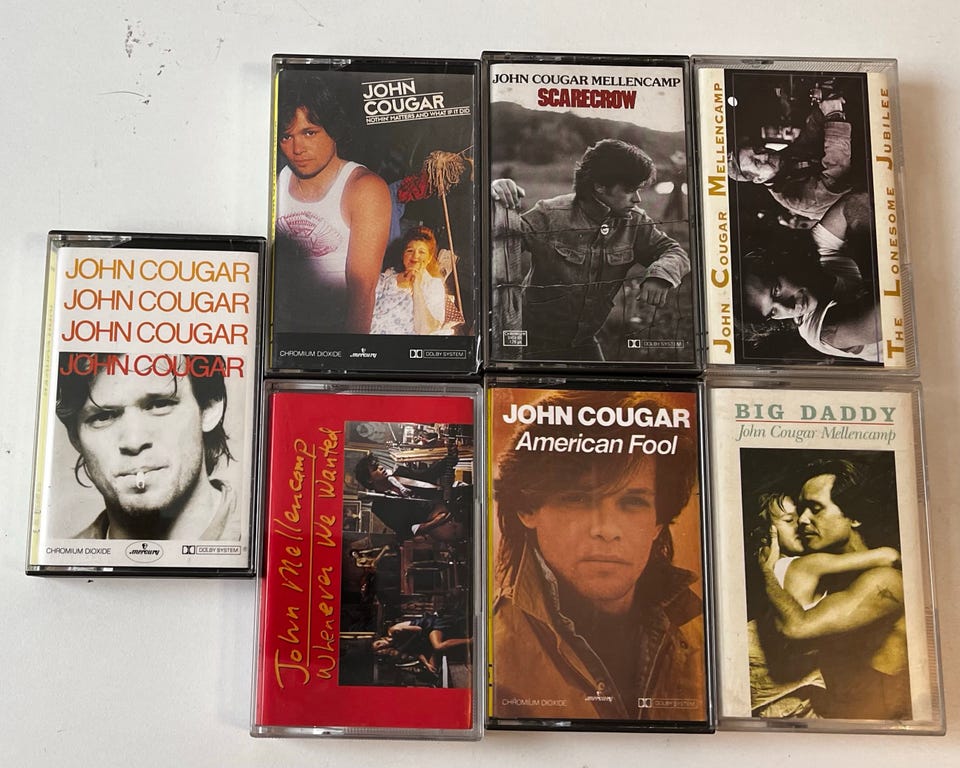 JOHN COUGAR
JOHN COUGAR
JOHN COUGAR
JOHN COUGAR
CHROMIUM DIOXIDE mercury DOLBY SYSTEM
JOHN
COUGAR
NOTHIN' MATTERS AND WHAT IF IT DID
CHROMIUM DIOXIDE mercury DOLBY SYSTEM
JOHN COUGAR MELLENCAMP
SCARECROW
mercury DOLBY SYSTEM
JOHN COUGAR MELLENCAMP
THE LONESOME JUBILEE
John Mellencamp
Whenever We Wanted
JOHN COUGAR
American Fool
CHROMIUM DIOXIDE mercury DOLBY SYSTEM
BIG DADDY
John Cougar Mellencamp